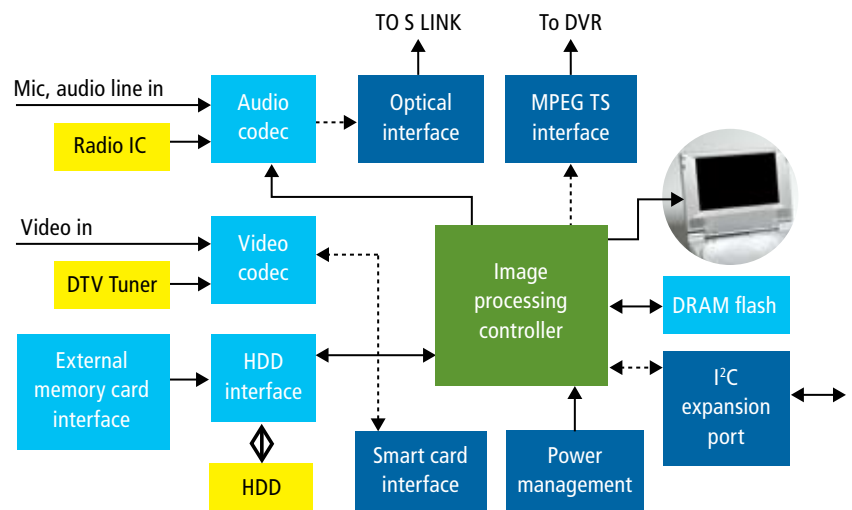 TO S LINK
To DVR
Mic, audio line in
Audio
codec
Optical
interface
MPEG TS
interface
Radio IC
Video in
Video
codec
DTV Tuner
Image
processing
controller
DRAM flash
External
memory card
interface
HDD
interface
I²C
expansion
port
HDD
Smart card
interface
Power
management